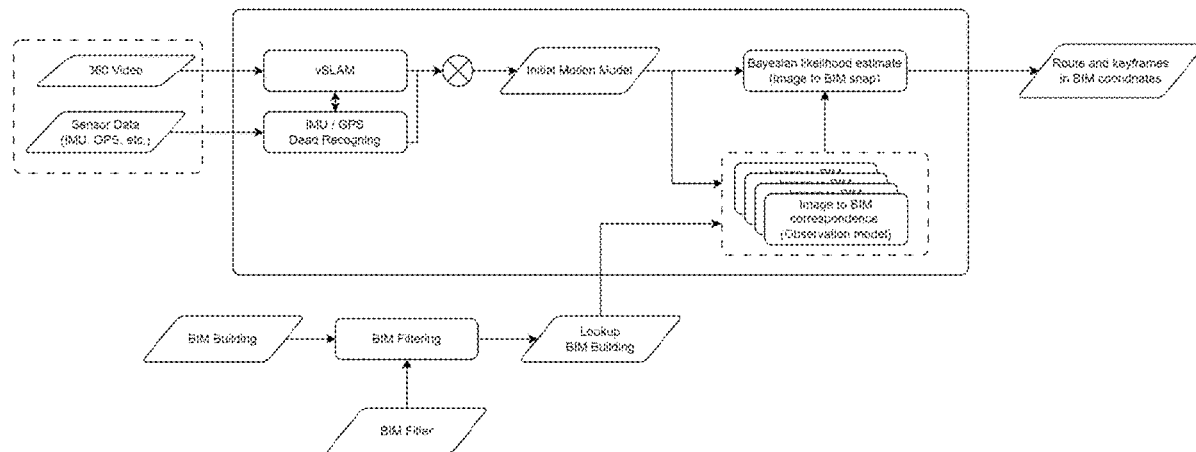 360 Video
vSLAM
Initial Motion Model
Bayesian likelihood estimate
(Image to BIM snap)
Route and keyframes
in BIM coordinates
Sensor Data
(IMU, GPS, etc.)
IMU / GPS
Dead Recogning
Image to BIM
correspondence
(Observation model)
BIM Building
BIM Filtering
Lookup
BIM Building
BIM Filter